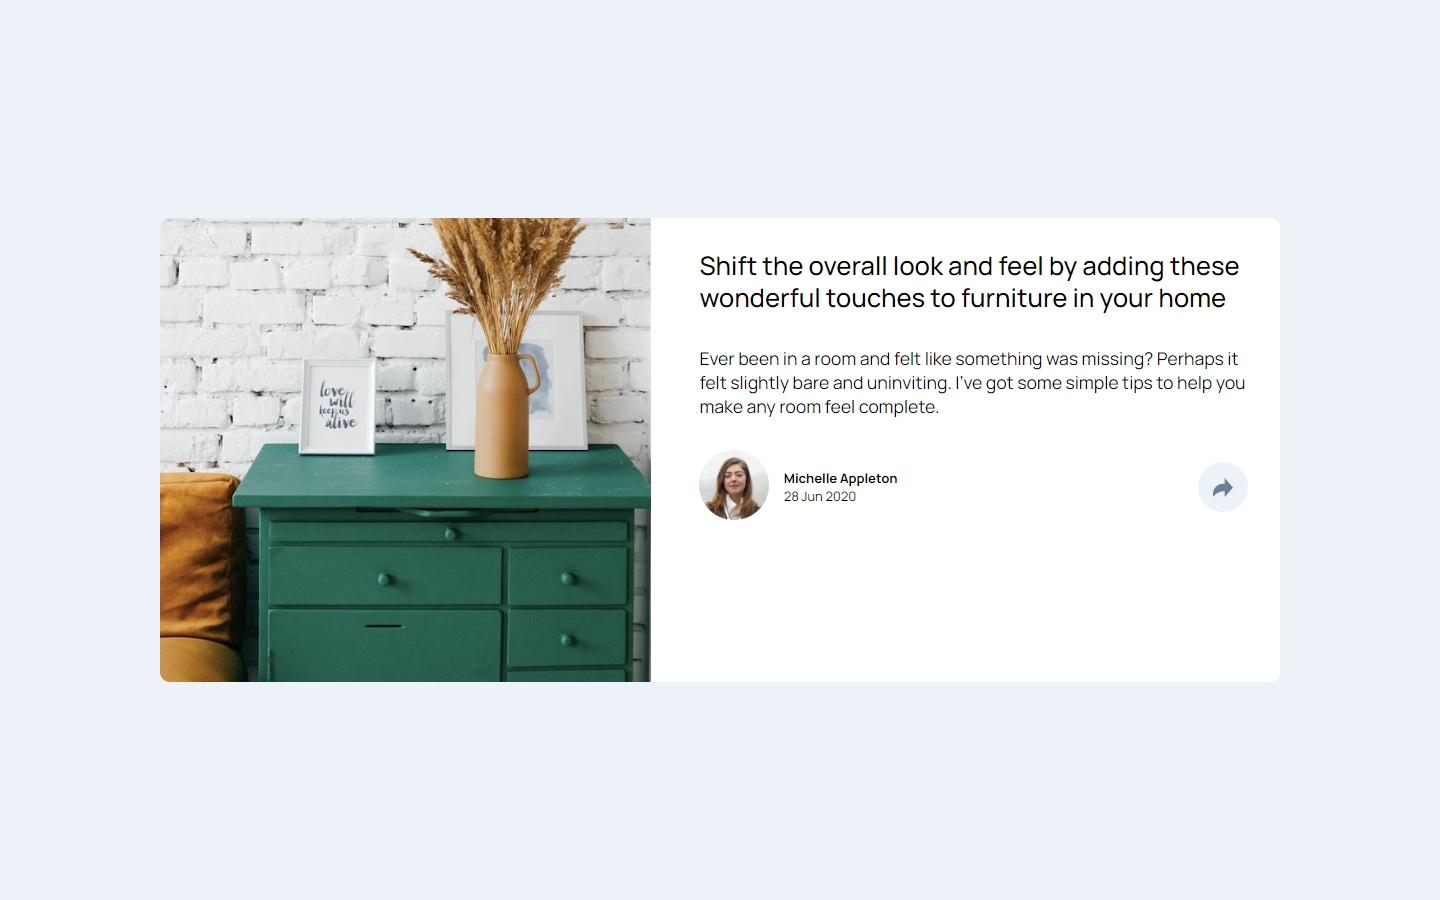 Shift the overall look and feel by adding these
wonderful touches to furniture in your home
Ever been in a room and felt like something was missing? Perhaps it
felt slightly bare and uninviting. I've got some simple tips to help you
make any room feel complete.
love
will
keep us
alive
Michelle Appleton
28 Jun 2020